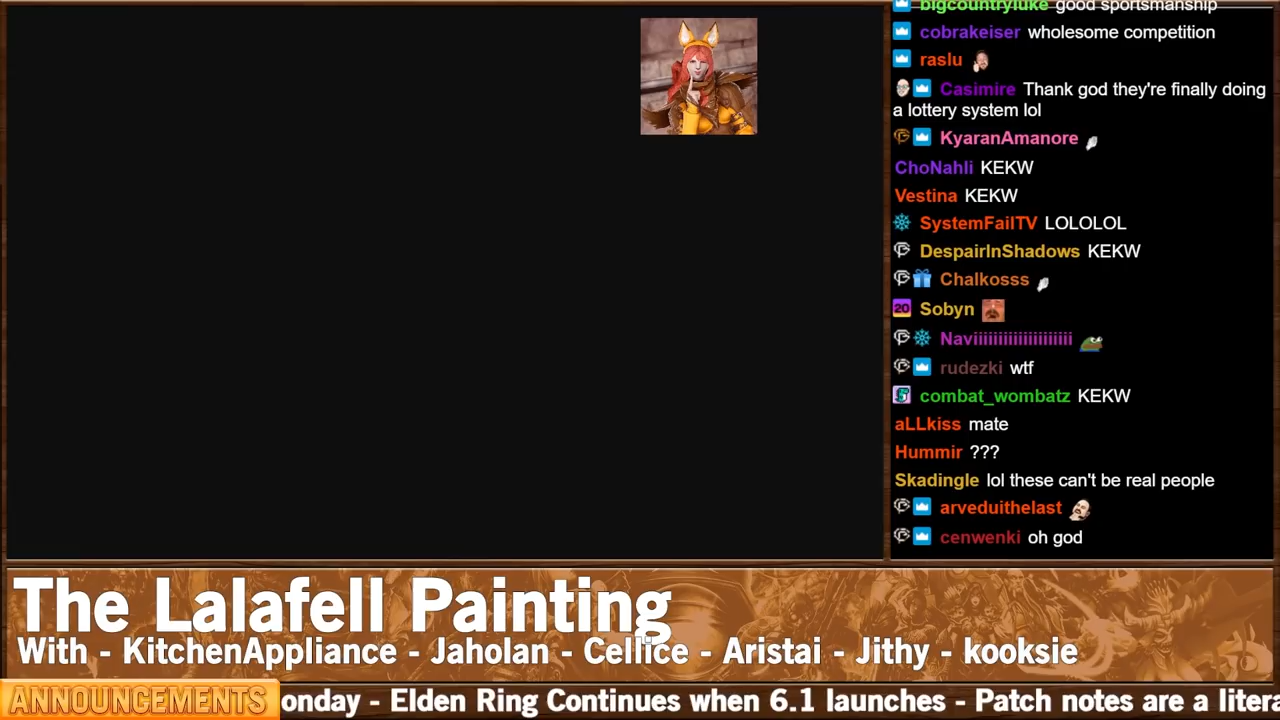 bigcountryluke good sportsmanship
cobrakeiser wholesome competition
raslu
Casimire Thank god they're finally doing
a lottery system lol
KyaranAmanore
ChoNahli KEKW
Vestina KEKW
SystemFailTV LOLOLOL
DespairInShadows KEKW
Chalkosss
20 Sobyn
Naviiiiiiiiiiiiiiiiiiii
rudezki wtf
combat_wombatz KEKW
aLLkiss mate
Hummir ???
Skadingle lol these can't be real people
arveduithelast
cenwenki oh god
The Lalafell Painting
With - KitchenAppliance - Jaholan - Cellice - Aristai - Jithy - kooksie
ANNOUNCEMENTS onday - Elden Ring Continues when 6.1 launches - Patch notes are a litera